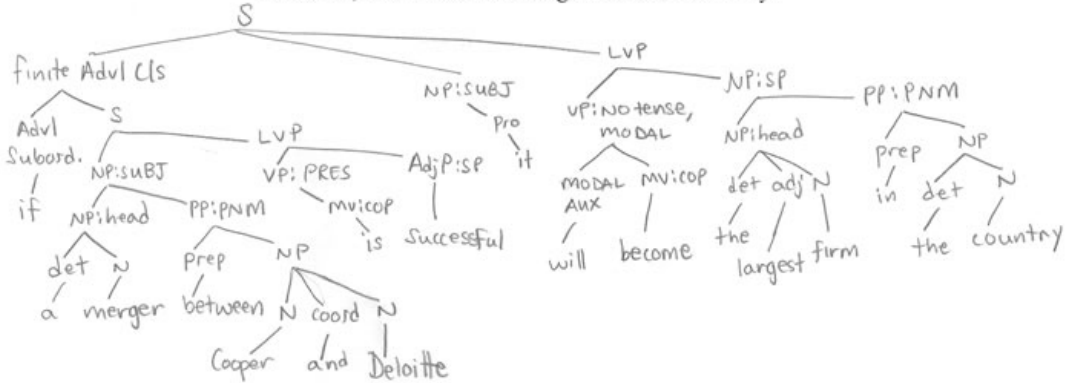 S
finite Advl Cls
LVP
NP:SUBJ
NP:SP
Advl
Subord.
S
Pro
VP: NO tense,
MODAL
PP:PNM
NP:head
it
LVP
prep
NP
if
NP:SUBJ
VP: PRES
AdjP:SP
MODAL
AUX
mv:cop
det adj N
in
det
N
NP:head
PP:PNM
mv:cop
is
successful
will
become
the
largest
firm
the
country
det
N
prep
NP
a
merger
between
N
coord
N
Cooper
and
Deloitte